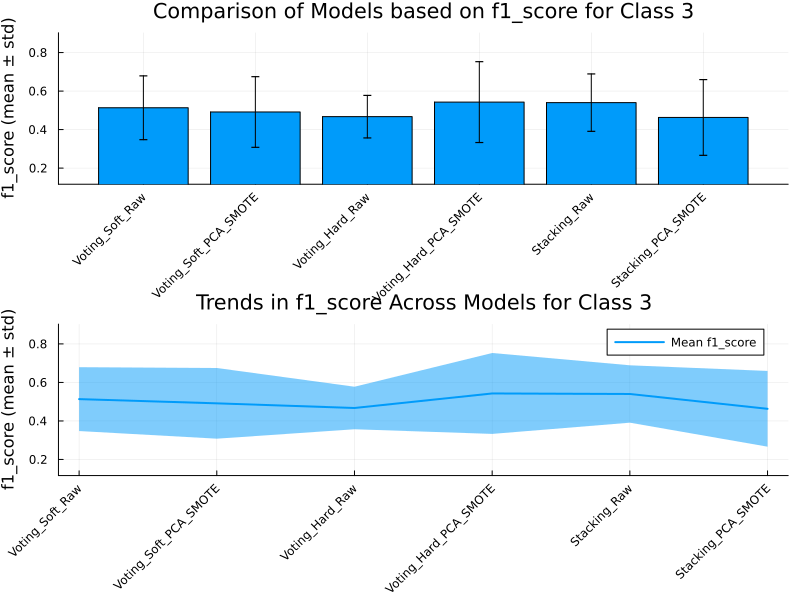 Comparison of Models based on f1_score for Class 3
f1_score (mean ± std)
0.8
0.6
0.4
0.2
Voting_Soft_Raw
Voting_Soft_PCA_SMOTE
Voting_Hard_Raw
Voting_Hard_PCA_SMOTE
Stacking_Raw
Stacking_PCA_SMOTE
Trends in f1_score Across Models for Class 3
f1_score (mean ± std)
0.8
0.6
0.4
0.2
Mean f1_score
Voting_Soft_Raw
Voting_Soft_PCA_SMOTE
Voting_Hard_Raw
Voting_Hard_PCA_SMOTE
Stacking_Raw
Stacking_PCA_SMOTE